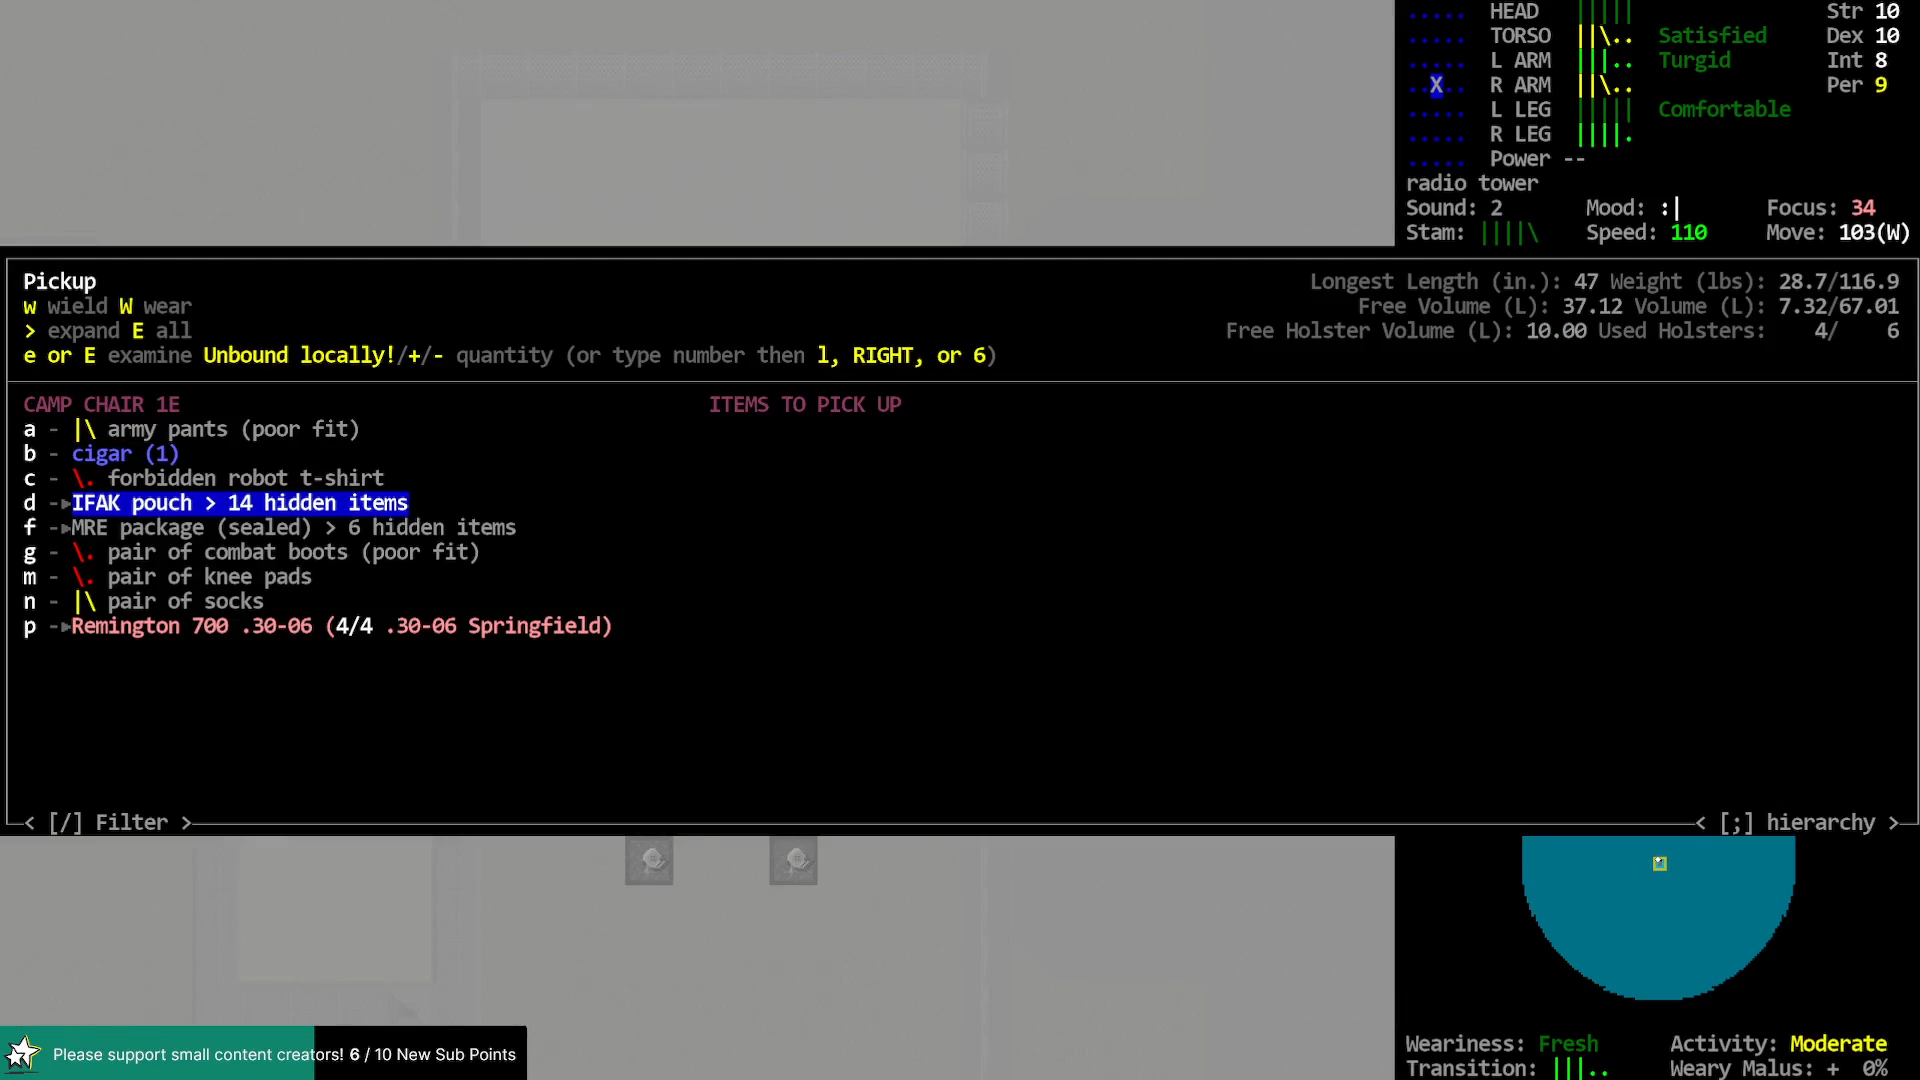 ..... HEAD ||||| Str 10
..... TORSO ||\.. Satisfied Dex 10
..... L ARM |||.. Turgid Int 8
..X.. R ARM ||\.. Per 9
..... L LEG ||||| Comfortable
..... R LEG ||||.
..... Power --
radio tower
Sound: 2 Mood: :| Focus: 34
Stam: ||||\ Speed: 110 Move: 103(W)
Pickup Longest Length (in.): 47 Weight (lbs): 28.7/116.9
w wield W wear Free Volume (L): 37.12 Volume (L): 7.32/67.01
> expand E all Free Holster Volume (L): 10.00 Used Holsters: 4/ 6
e or E examine Unbound locally!/+/- quantity (or type number then l, RIGHT, or 6)
CAMP CHAIR 1E ITEMS TO PICK UP
a - |\ army pants (poor fit)
b - cigar (1)
c - \. forbidden robot t-shirt
d -▸IFAK pouch > 14 hidden items
f -▸MRE package (sealed) > 6 hidden items
g - \. pair of combat boots (poor fit)
m - \. pair of knee pads
n - |\ pair of socks
p -▸Remington 700 .30-06 (4/4 .30-06 Springfield)
< [/] Filter > < [;] hierarchy >
Please support small content creators! 6 / 10 New Sub Points
Weariness: Fresh Activity: Moderate
Transition: |||.. Weary Malus: + 0%